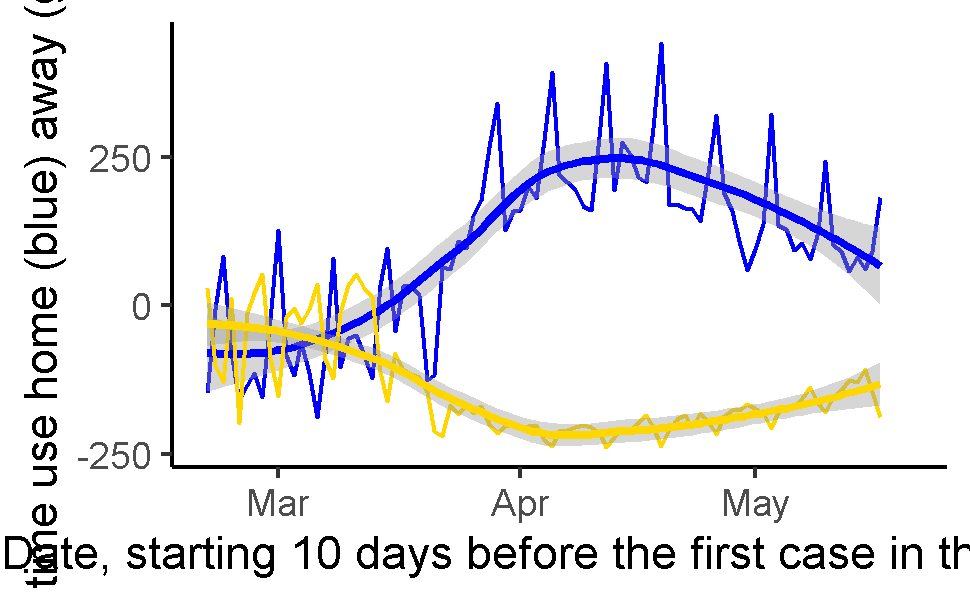 time use home (blue) away
250
0
-250
Mar Apr May
Date, starting 10 days before the first case in